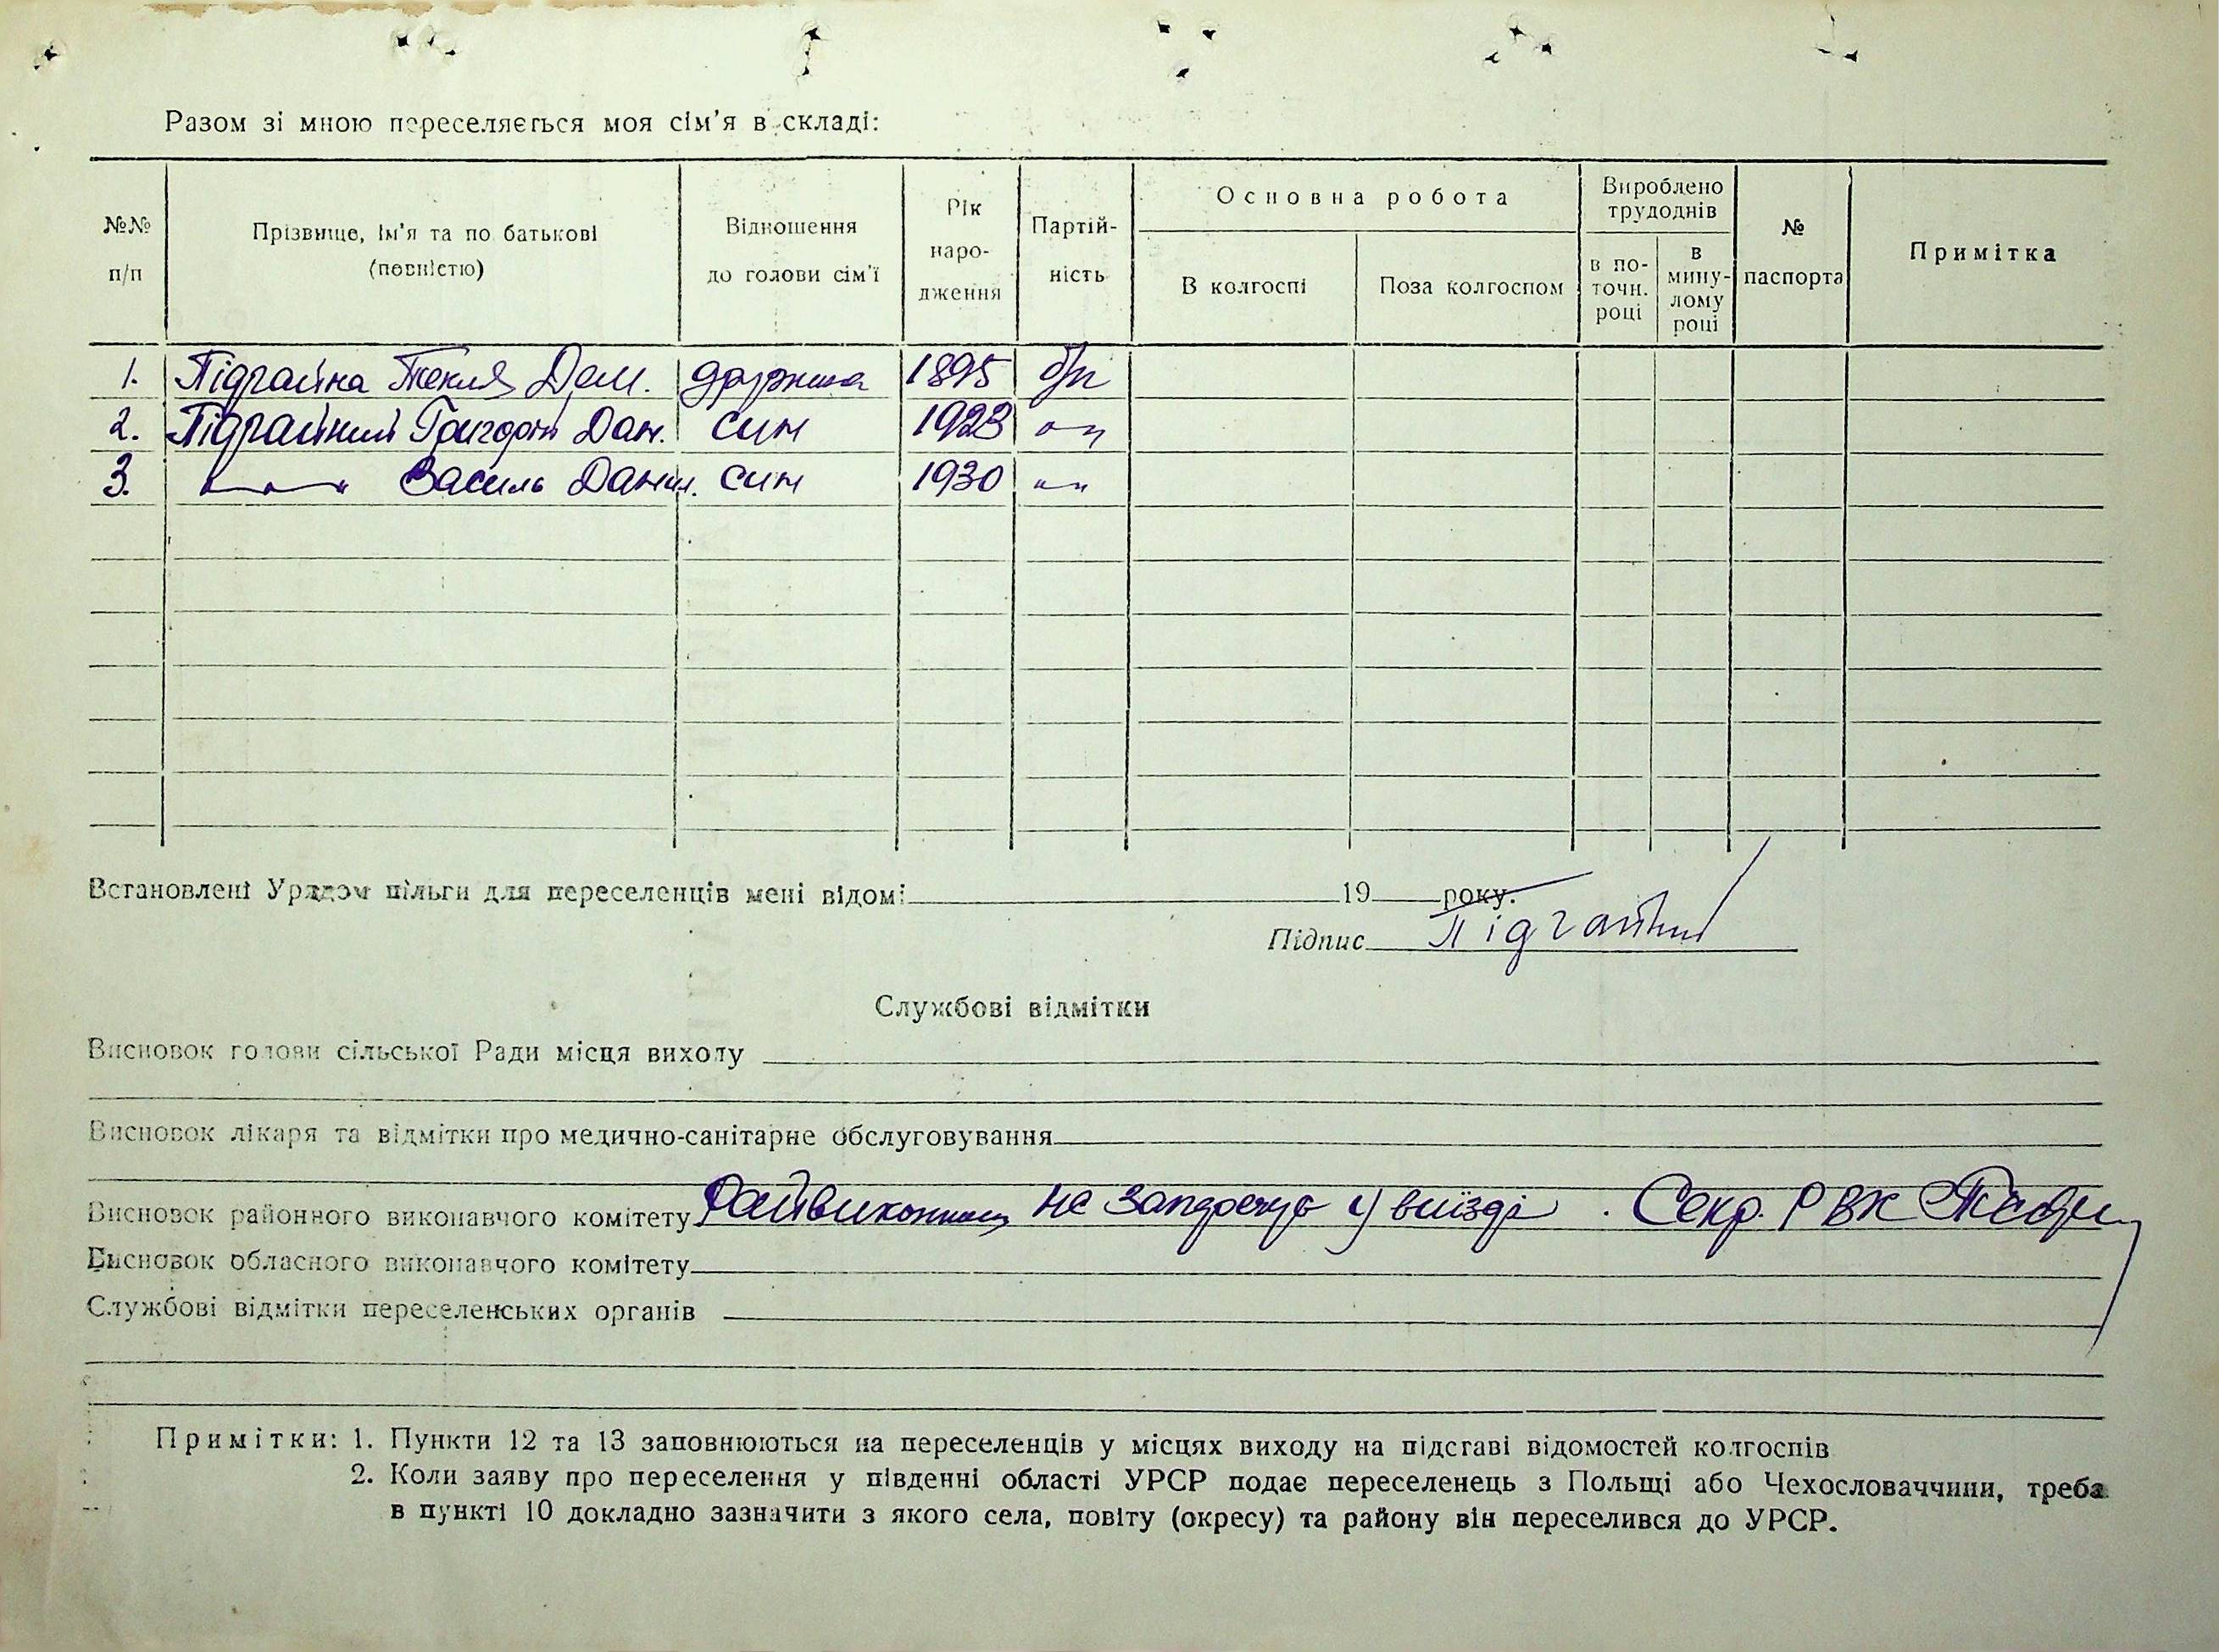 Разом зі мною переселяється моя сім'я в складі:
№№ п/п
Прізвище, ім'я та по батькові (повністю)
Відношення до голови сім'ї
Рік народження
Партійність
Основна робота
В колгоспі
Поза колгоспом
Вироблено трудоднів
в поточн. році
в минулому році
№ паспорта
Примітка
1. Підгайна Текля Дем. дружина 1895 б/п
2. Підгайний Григорій Дан. син 1923 -"-
3. -"- Василь Данил. син 1930 -"-
Встановлені Урядом пільги для переселенців мені відомі 19 року.
Підпис Підгайний
Службові відмітки
Висновок голови сільської Ради місця виходу
Висновок лікаря та відмітки про медично-санітарне обслуговування
Висновок районного виконавчого комітету Райвиконком не заперечує у виїзді. Секр. РВК
Висновок обласного виконавчого комітету
Службові відмітки переселенських органів
Примітки: 1. Пункти 12 та 13 заповнюються на переселенців у місцях виходу на підставі відомостей колгоспів
2. Коли заяву про переселення у південні області УРСР подає переселенець з Польщі або Чехословаччини, треба
в пункті 10 докладно зазначити з якого села, повіту (окресу) та району він переселився до УРСР.